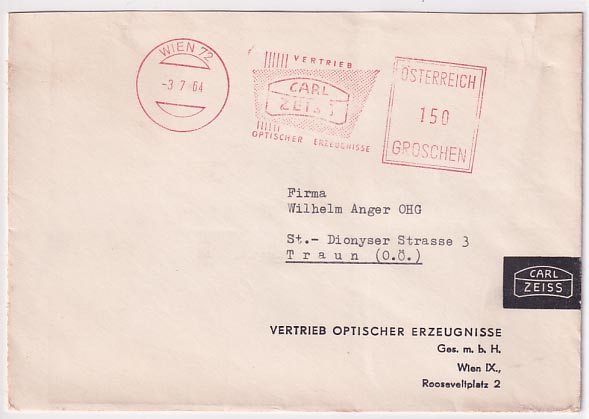 WIEN 72
-3 7 64
VERTRIEB
CARL
ZEISS
OPTISCHER ERZEUGNISSE
ÖSTERREICH
150
GROSCHEN
Firma
Wilhelm Anger OHG
St.- Dionyser Strasse 3
Traun (O.Ö.)
CARL
ZEISS
VERTRIEB OPTISCHER ERZEUGNISSE
Ges. m. b. H.
Wien IX.,
Rooseveltplatz 2